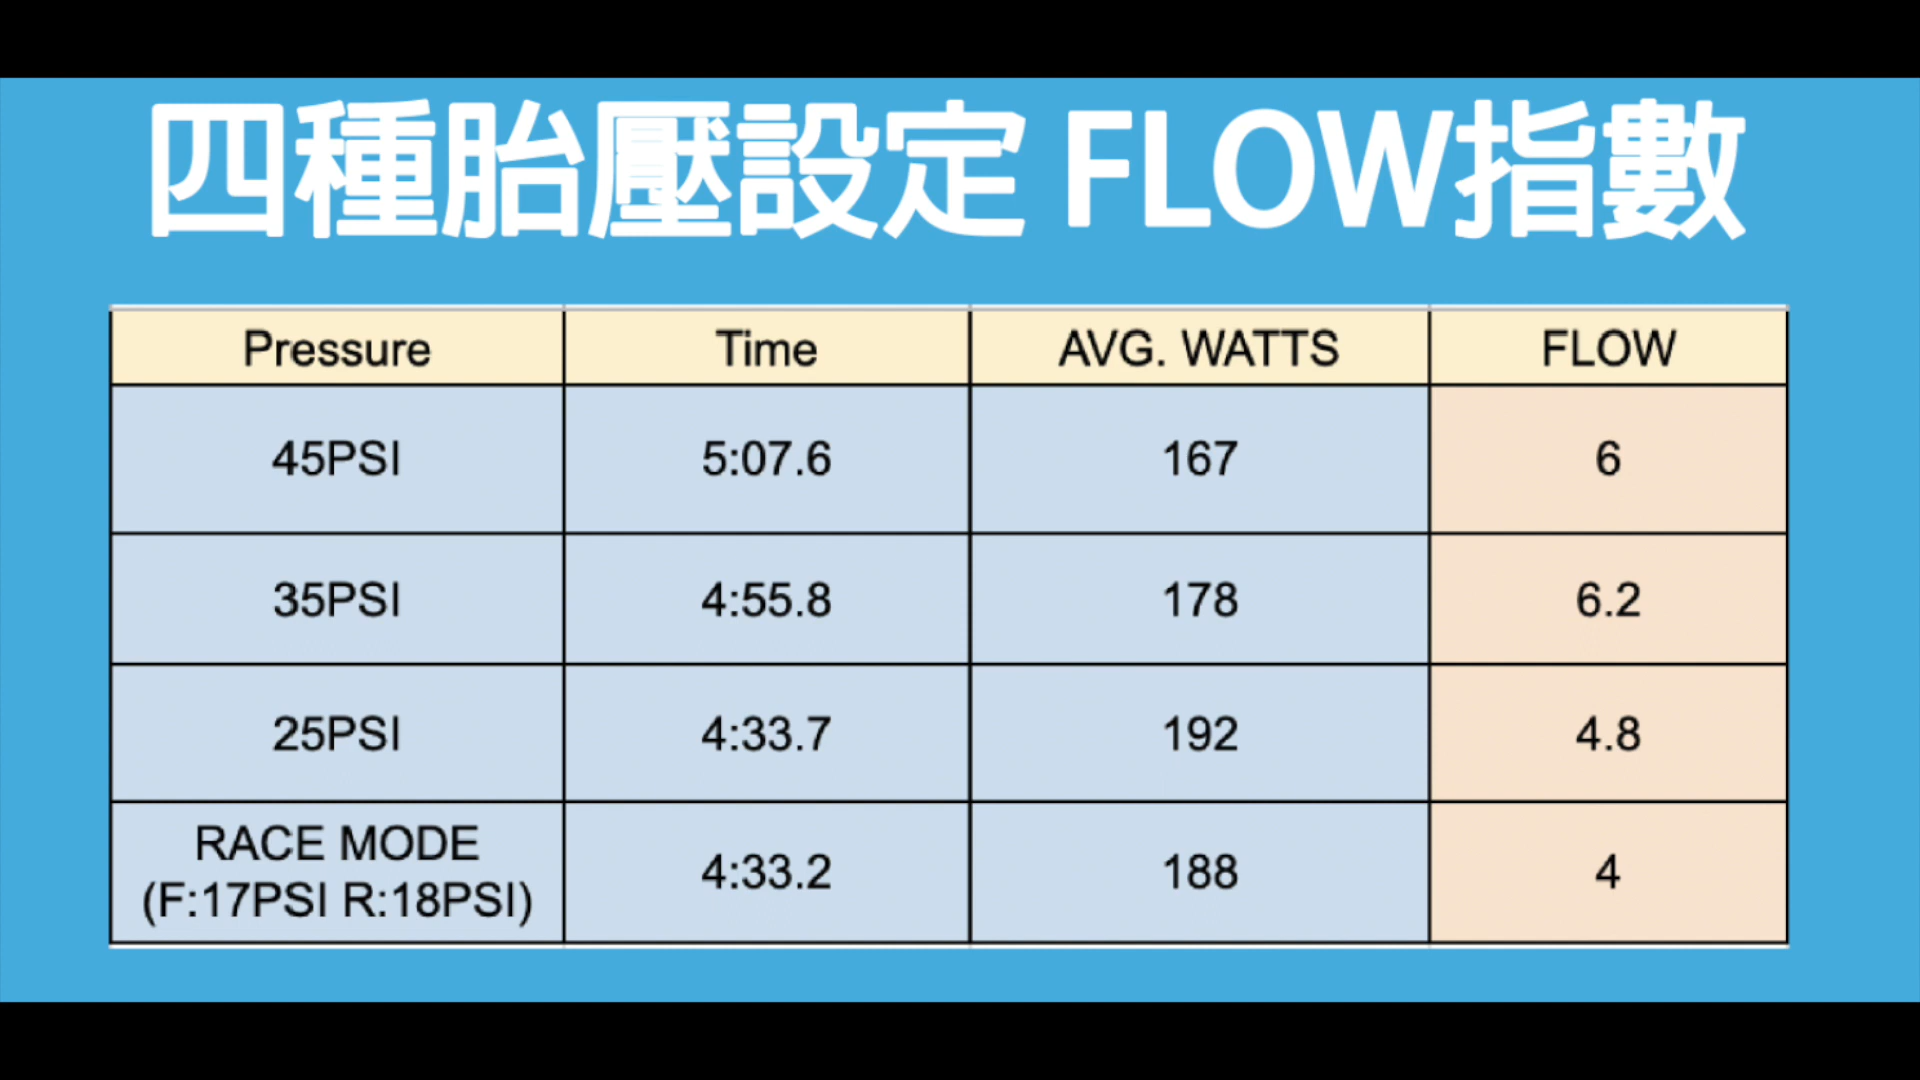 四種胎壓設定 FLOW指數
Pressure Time AVG. WATTS FLOW
45PSI 5:07.6 167 6
35PSI 4:55.8 178 6.2
25PSI 4:33.7 192 4.8
RACE MODE
(F:17PSI R:18PSI) 4:33.2 188 4